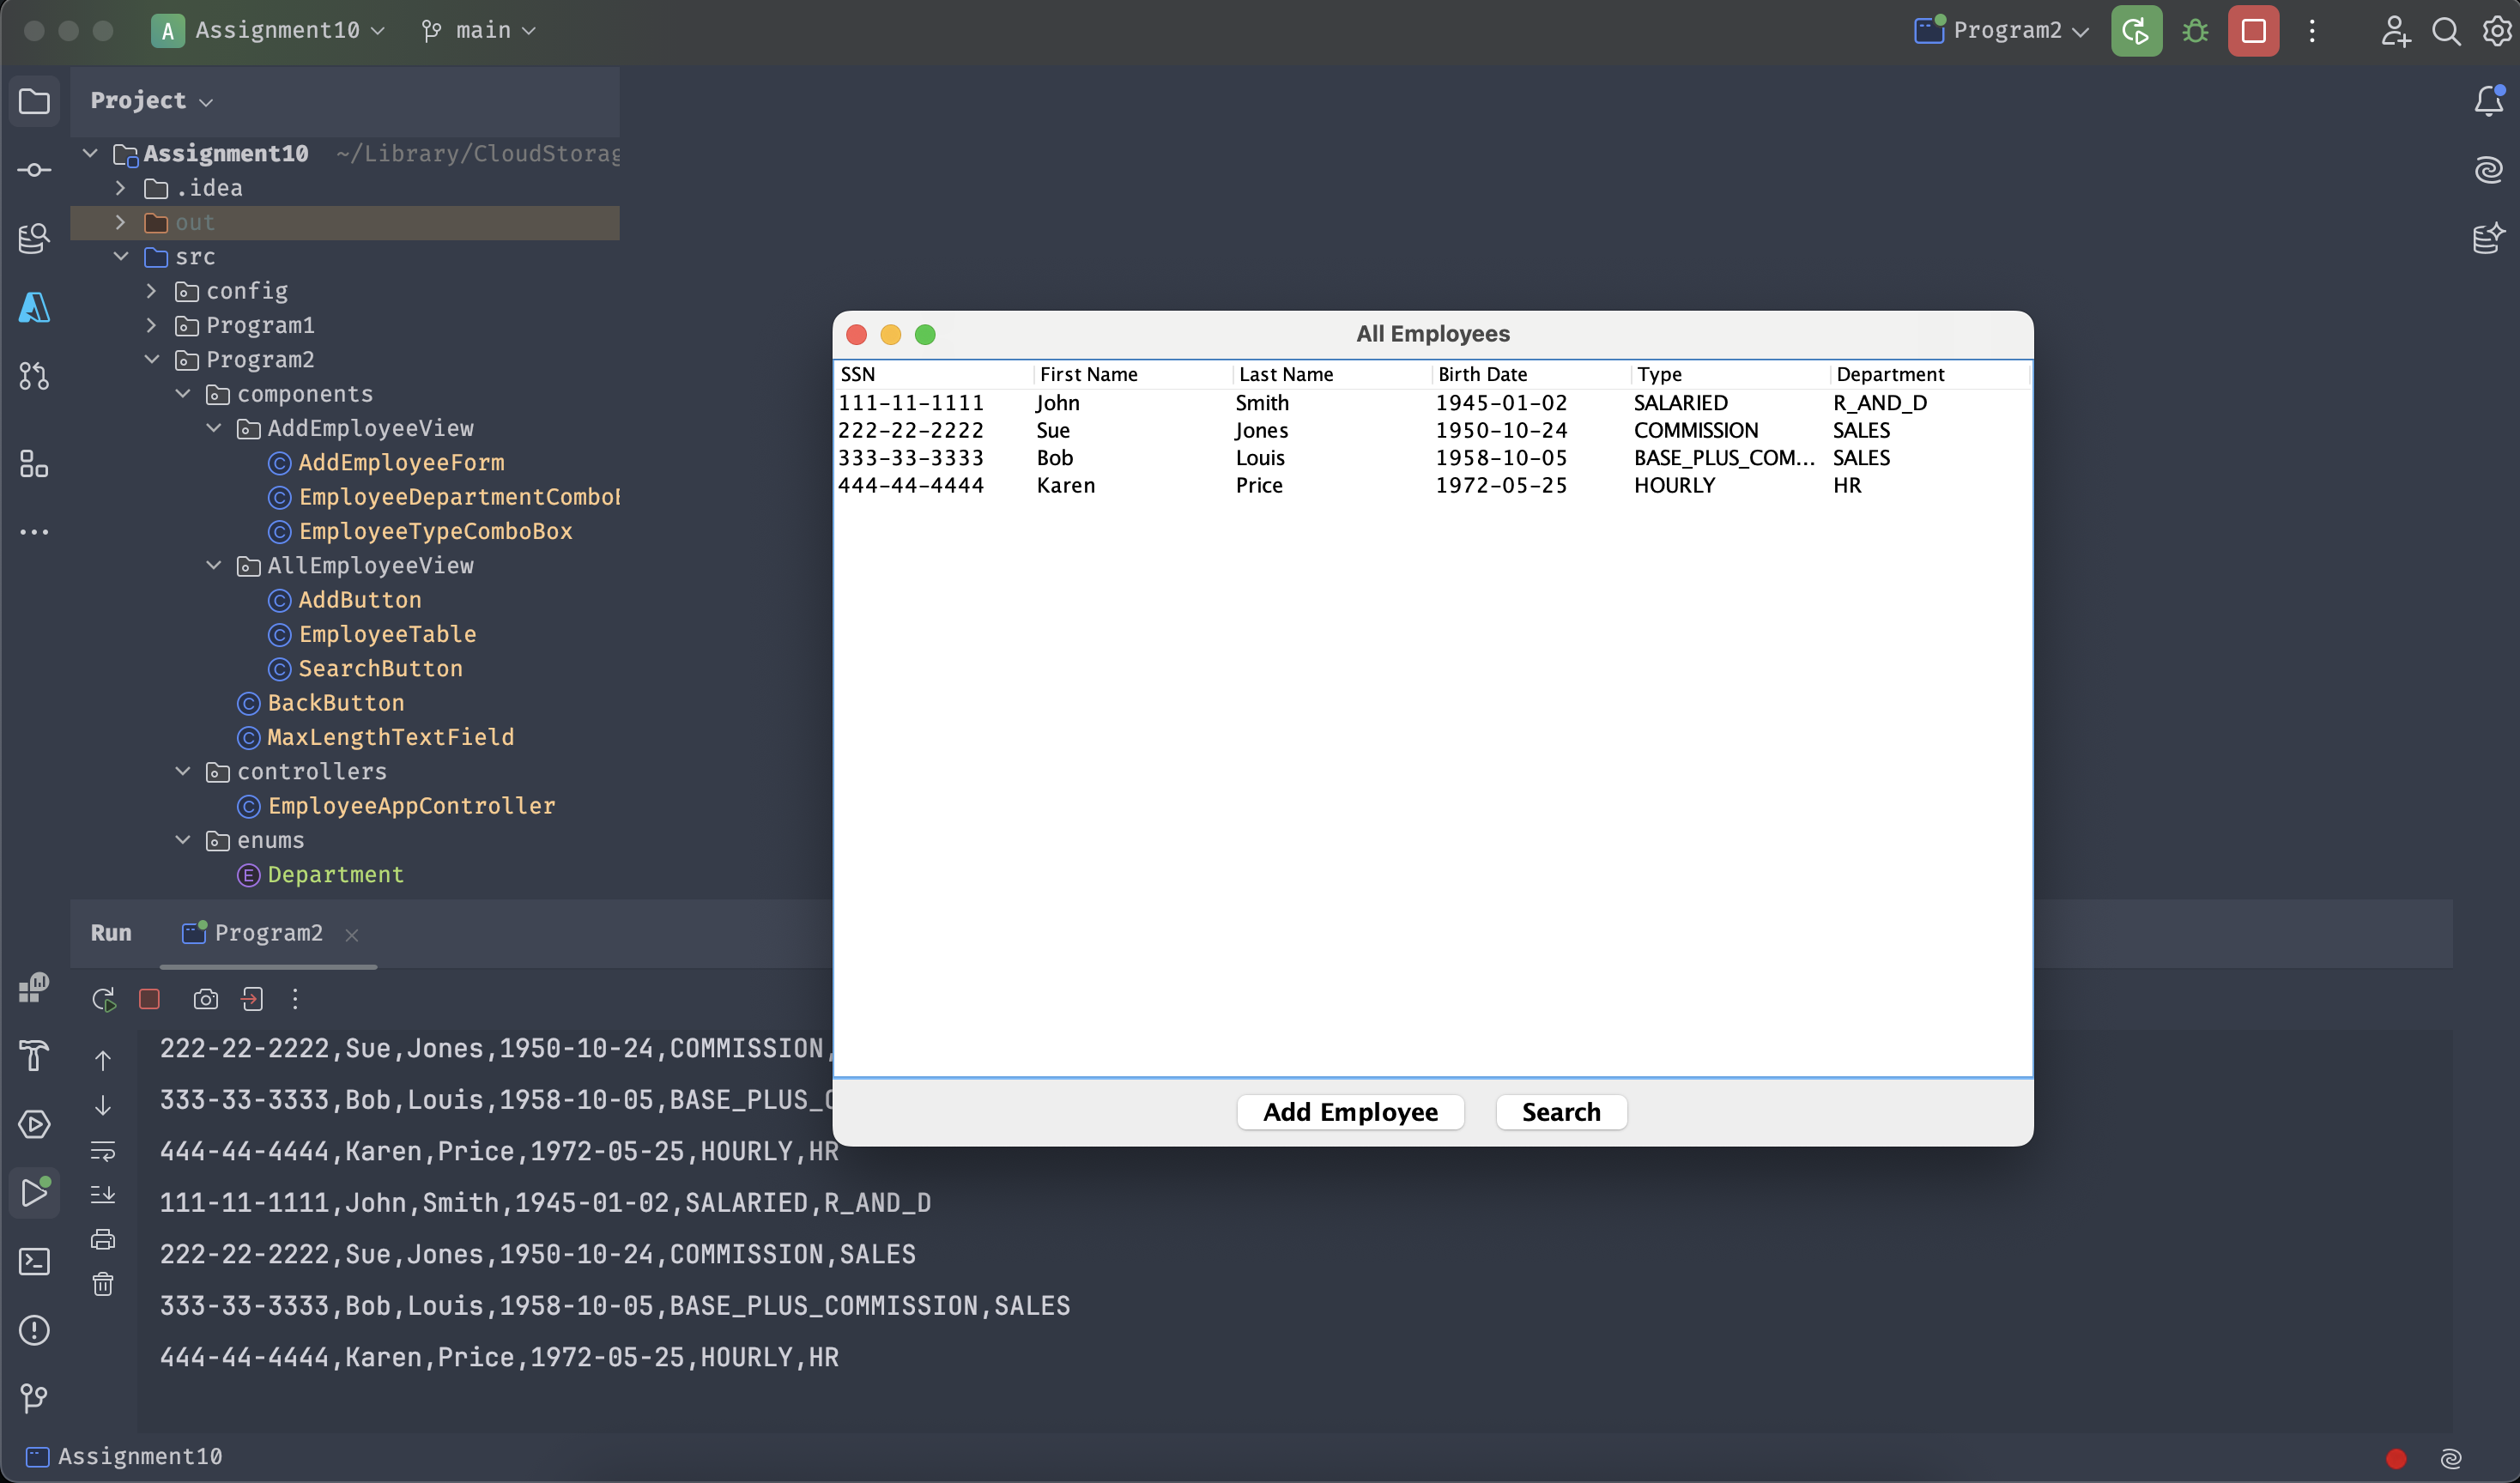 A Assignment10 main Program2
Project
Assignment10 ~/Library/CloudStorag
.idea
out
src
config
Program1
Program2
components
AddEmployeeView
AddEmployeeForm
EmployeeDepartmentCombo
EmployeeTypeComboBox
AllEmployeeView
AddButton
EmployeeTable
SearchButton
BackButton
MaxLengthTextField
controllers
EmployeeAppController
enums
Department
All Employees
SSN First Name Last Name Birth Date Type Department
111-11-1111 John Smith 1945-01-02 SALARIED R_AND_D
222-22-2222 Sue Jones 1950-10-24 COMMISSION SALES
333-33-3333 Bob Louis 1958-10-05 BASE_PLUS_COM... SALES
444-44-4444 Karen Price 1972-05-25 HOURLY HR
Add Employee Search
Run Program2
222-22-2222,Sue,Jones,1950-10-24,COMMISSION,
333-33-3333,Bob,Louis,1958-10-05,BASE_PLUS_C
444-44-4444,Karen,Price,1972-05-25,HOURLY,HR
111-11-1111,John,Smith,1945-01-02,SALARIED,R_AND_D
222-22-2222,Sue,Jones,1950-10-24,COMMISSION,SALES
333-33-3333,Bob,Louis,1958-10-05,BASE_PLUS_COMMISSION,SALES
444-44-4444,Karen,Price,1972-05-25,HOURLY,HR
Assignment10